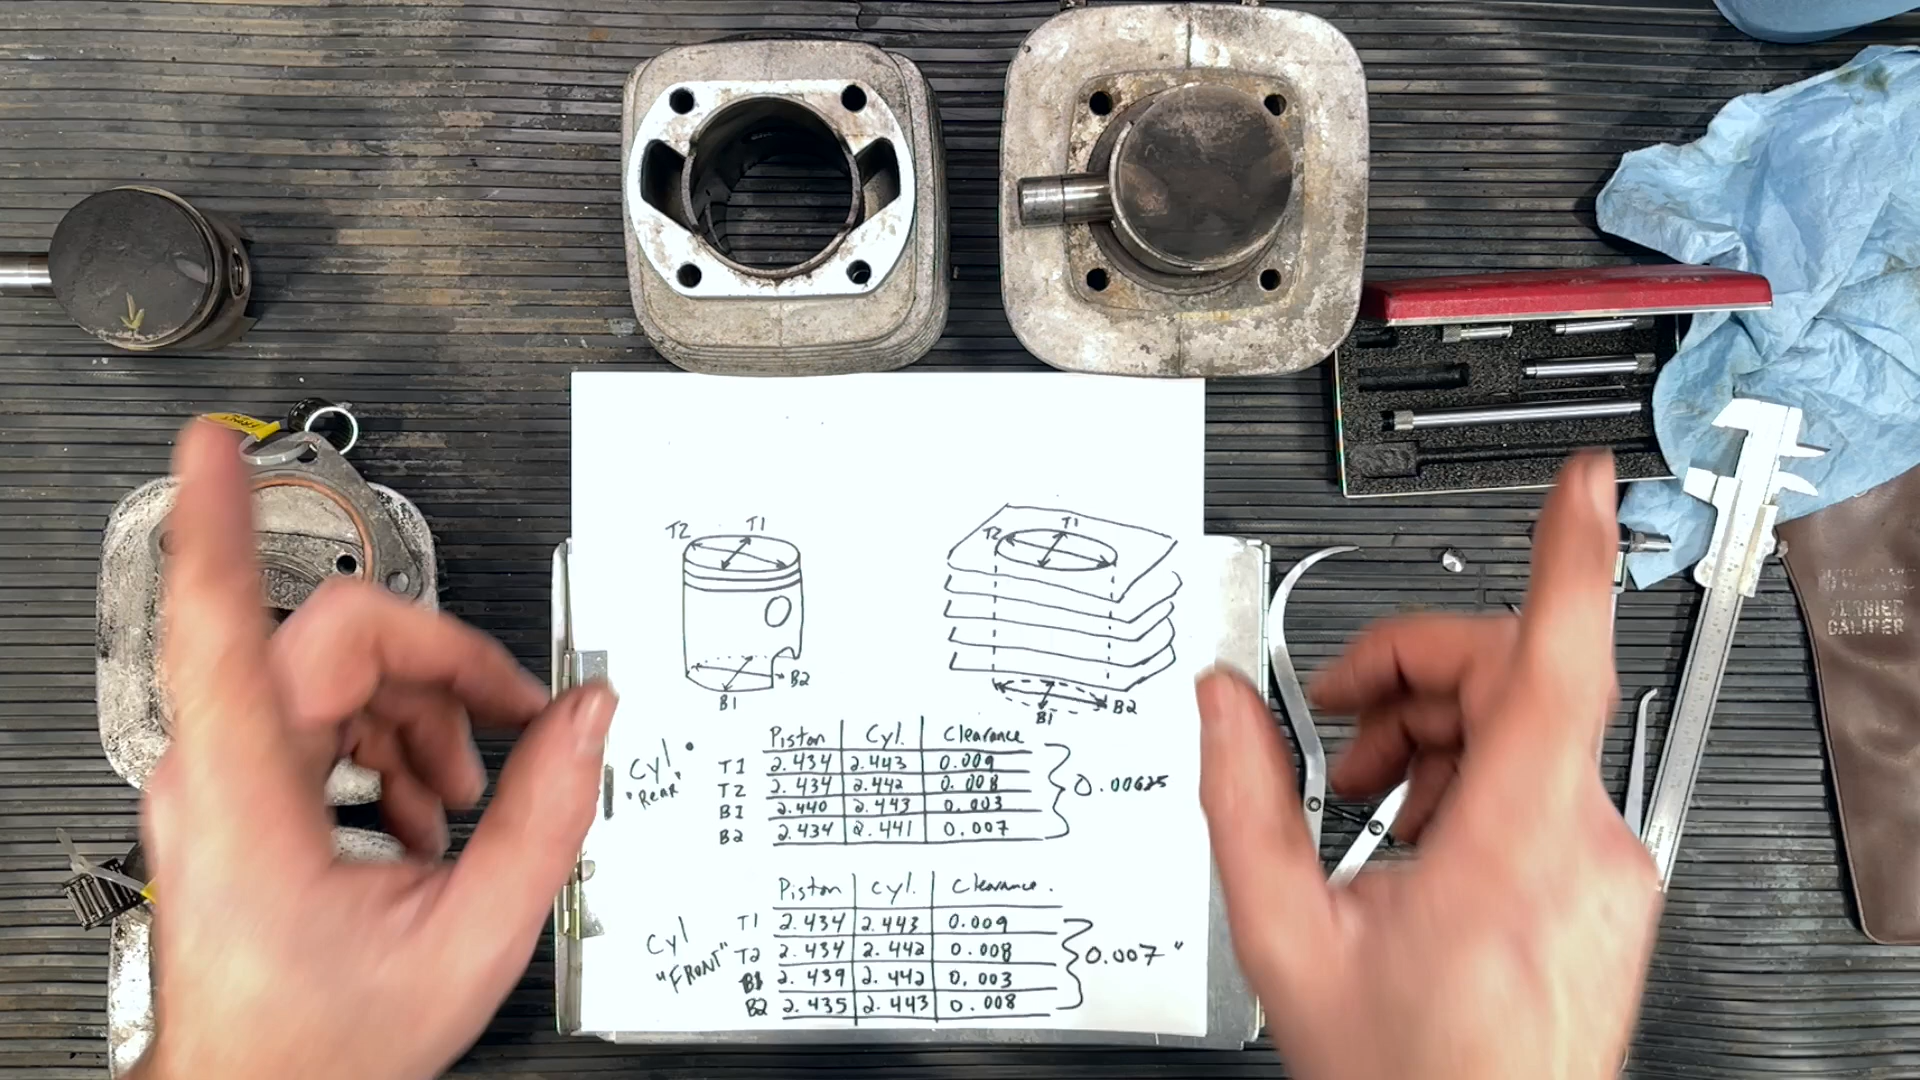 T2 T1
B2
B1
T2 T1
B1 B2
Cyl.
"Rear"
Piston Cyl. Clearance
T1 2.434 2.443 0.009
T2 2.434 2.442 0.008
B1 2.440 2.443 0.003
B2 2.434 2.441 0.007
0.00625
Cyl
"FRONT"
Piston Cyl. Clearance.
T1 2.434 2.443 0.009
T2 2.434 2.442 0.008
B1 2.439 2.442 0.003
B2 2.435 2.443 0.008
0.007"
VERNIER
CALIPER